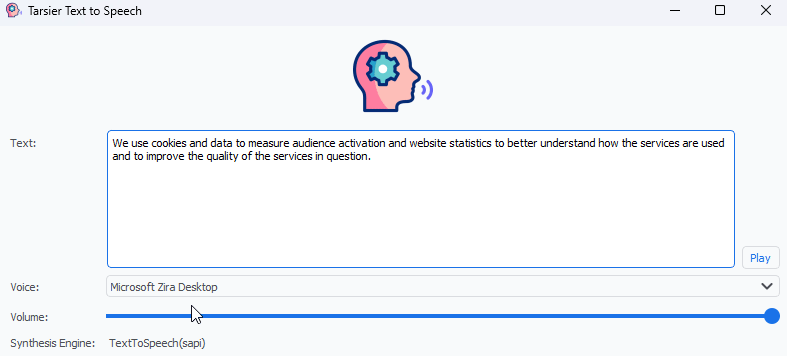 Tarsier Text to Speech
Text:
We use cookies and data to measure audience activation and website statistics to better understand how the services are used
and to improve the quality of the services in question.
Play
Voice:
Microsoft Zira Desktop
Volume:
Synthesis Engine:
TextToSpeech(sapi)